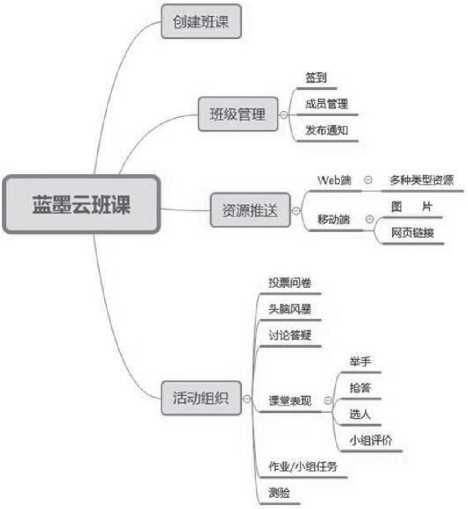 创建班课
签到
班级管理
成员管理
发布通知
蓝墨云班课
Web端
多种类型资源
资源推送
移动端
图 片
网页链接
投票问卷
头脑风暴
讨论答疑
举手
抢答
活动组织
课堂表现
选人
小组评价
作业/小组任务
测验